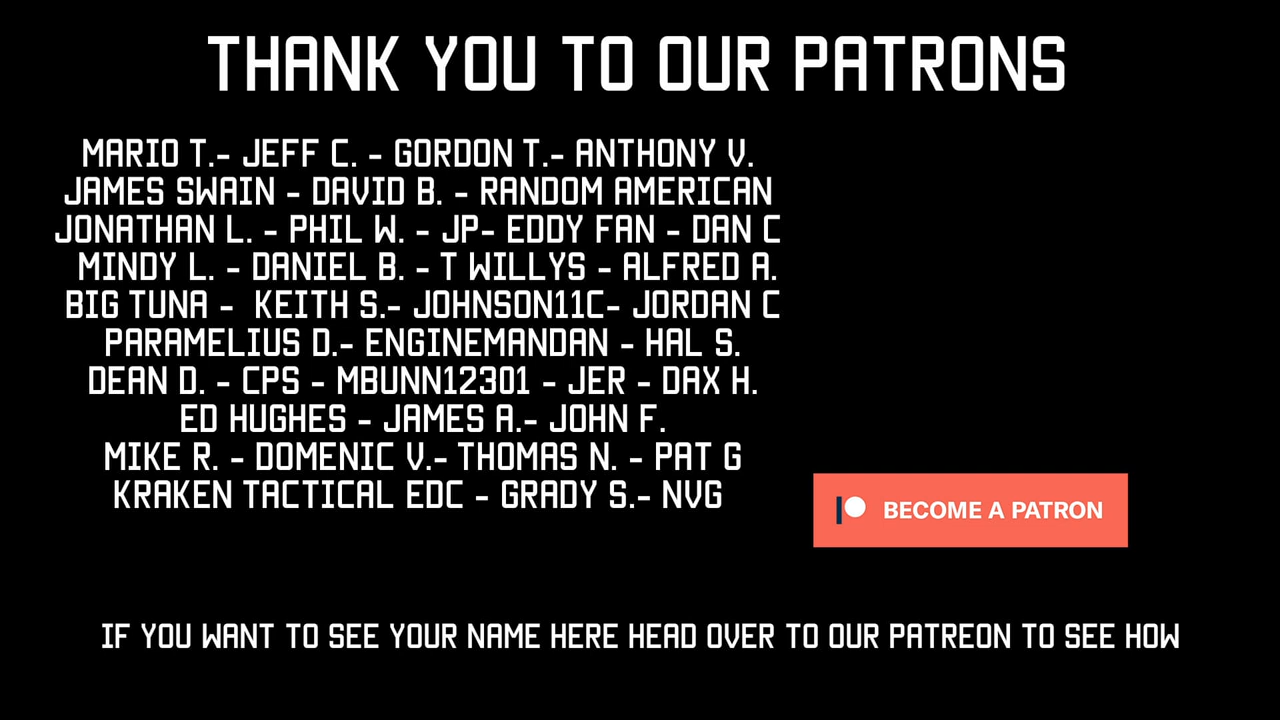 THANK YOU TO OUR PATRONS
MARIO T.- JEFF C. - GORDON T.- ANTHONY V.
JAMES SWAIN - DAVID B. - RANDOM AMERICAN
JONATHAN L. - PHIL W. - JP- EDDY FAN - DAN C
MINDY L. - DANIEL B. - T WILLYS - ALFRED A.
BIG TUNA -  KEITH S.- JOHNSON11C- JORDAN C
PARAMELIUS D.- ENGINEMANDAN - HAL S.
DEAN D. - CPS - MBUNN12301 - JER - DAX H.
ED HUGHES - JAMES A.- JOHN F.
MIKE R. - DOMENIC V.- THOMAS N. - PAT G
KRAKEN TACTICAL EDC - GRADY S.- NVG
BECOME A PATRON
IF YOU WANT TO SEE YOUR NAME HERE HEAD OVER TO OUR PATREON TO SEE HOW